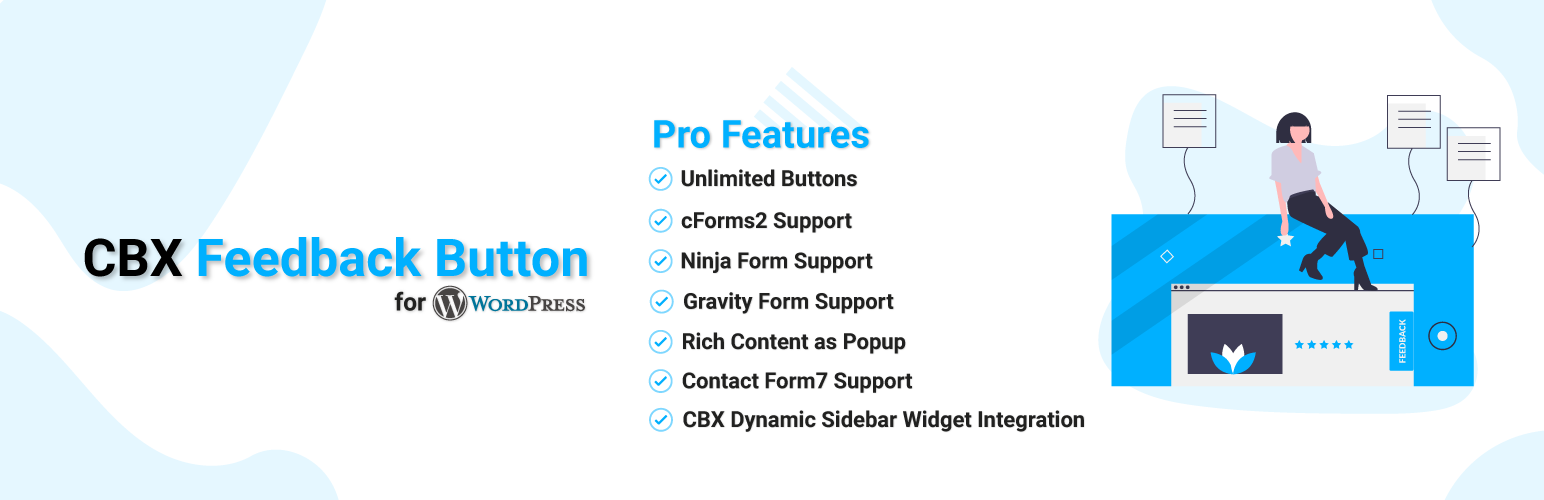 CBX Feedback Button
for WORDPRESS
Pro Features
Unlimited Buttons
cForms2 Support
Ninja Form Support
Gravity Form Support
Rich Content as Popup
Contact Form7 Support
CBX Dynamic Sidebar Widget Integration
FEEDBACK